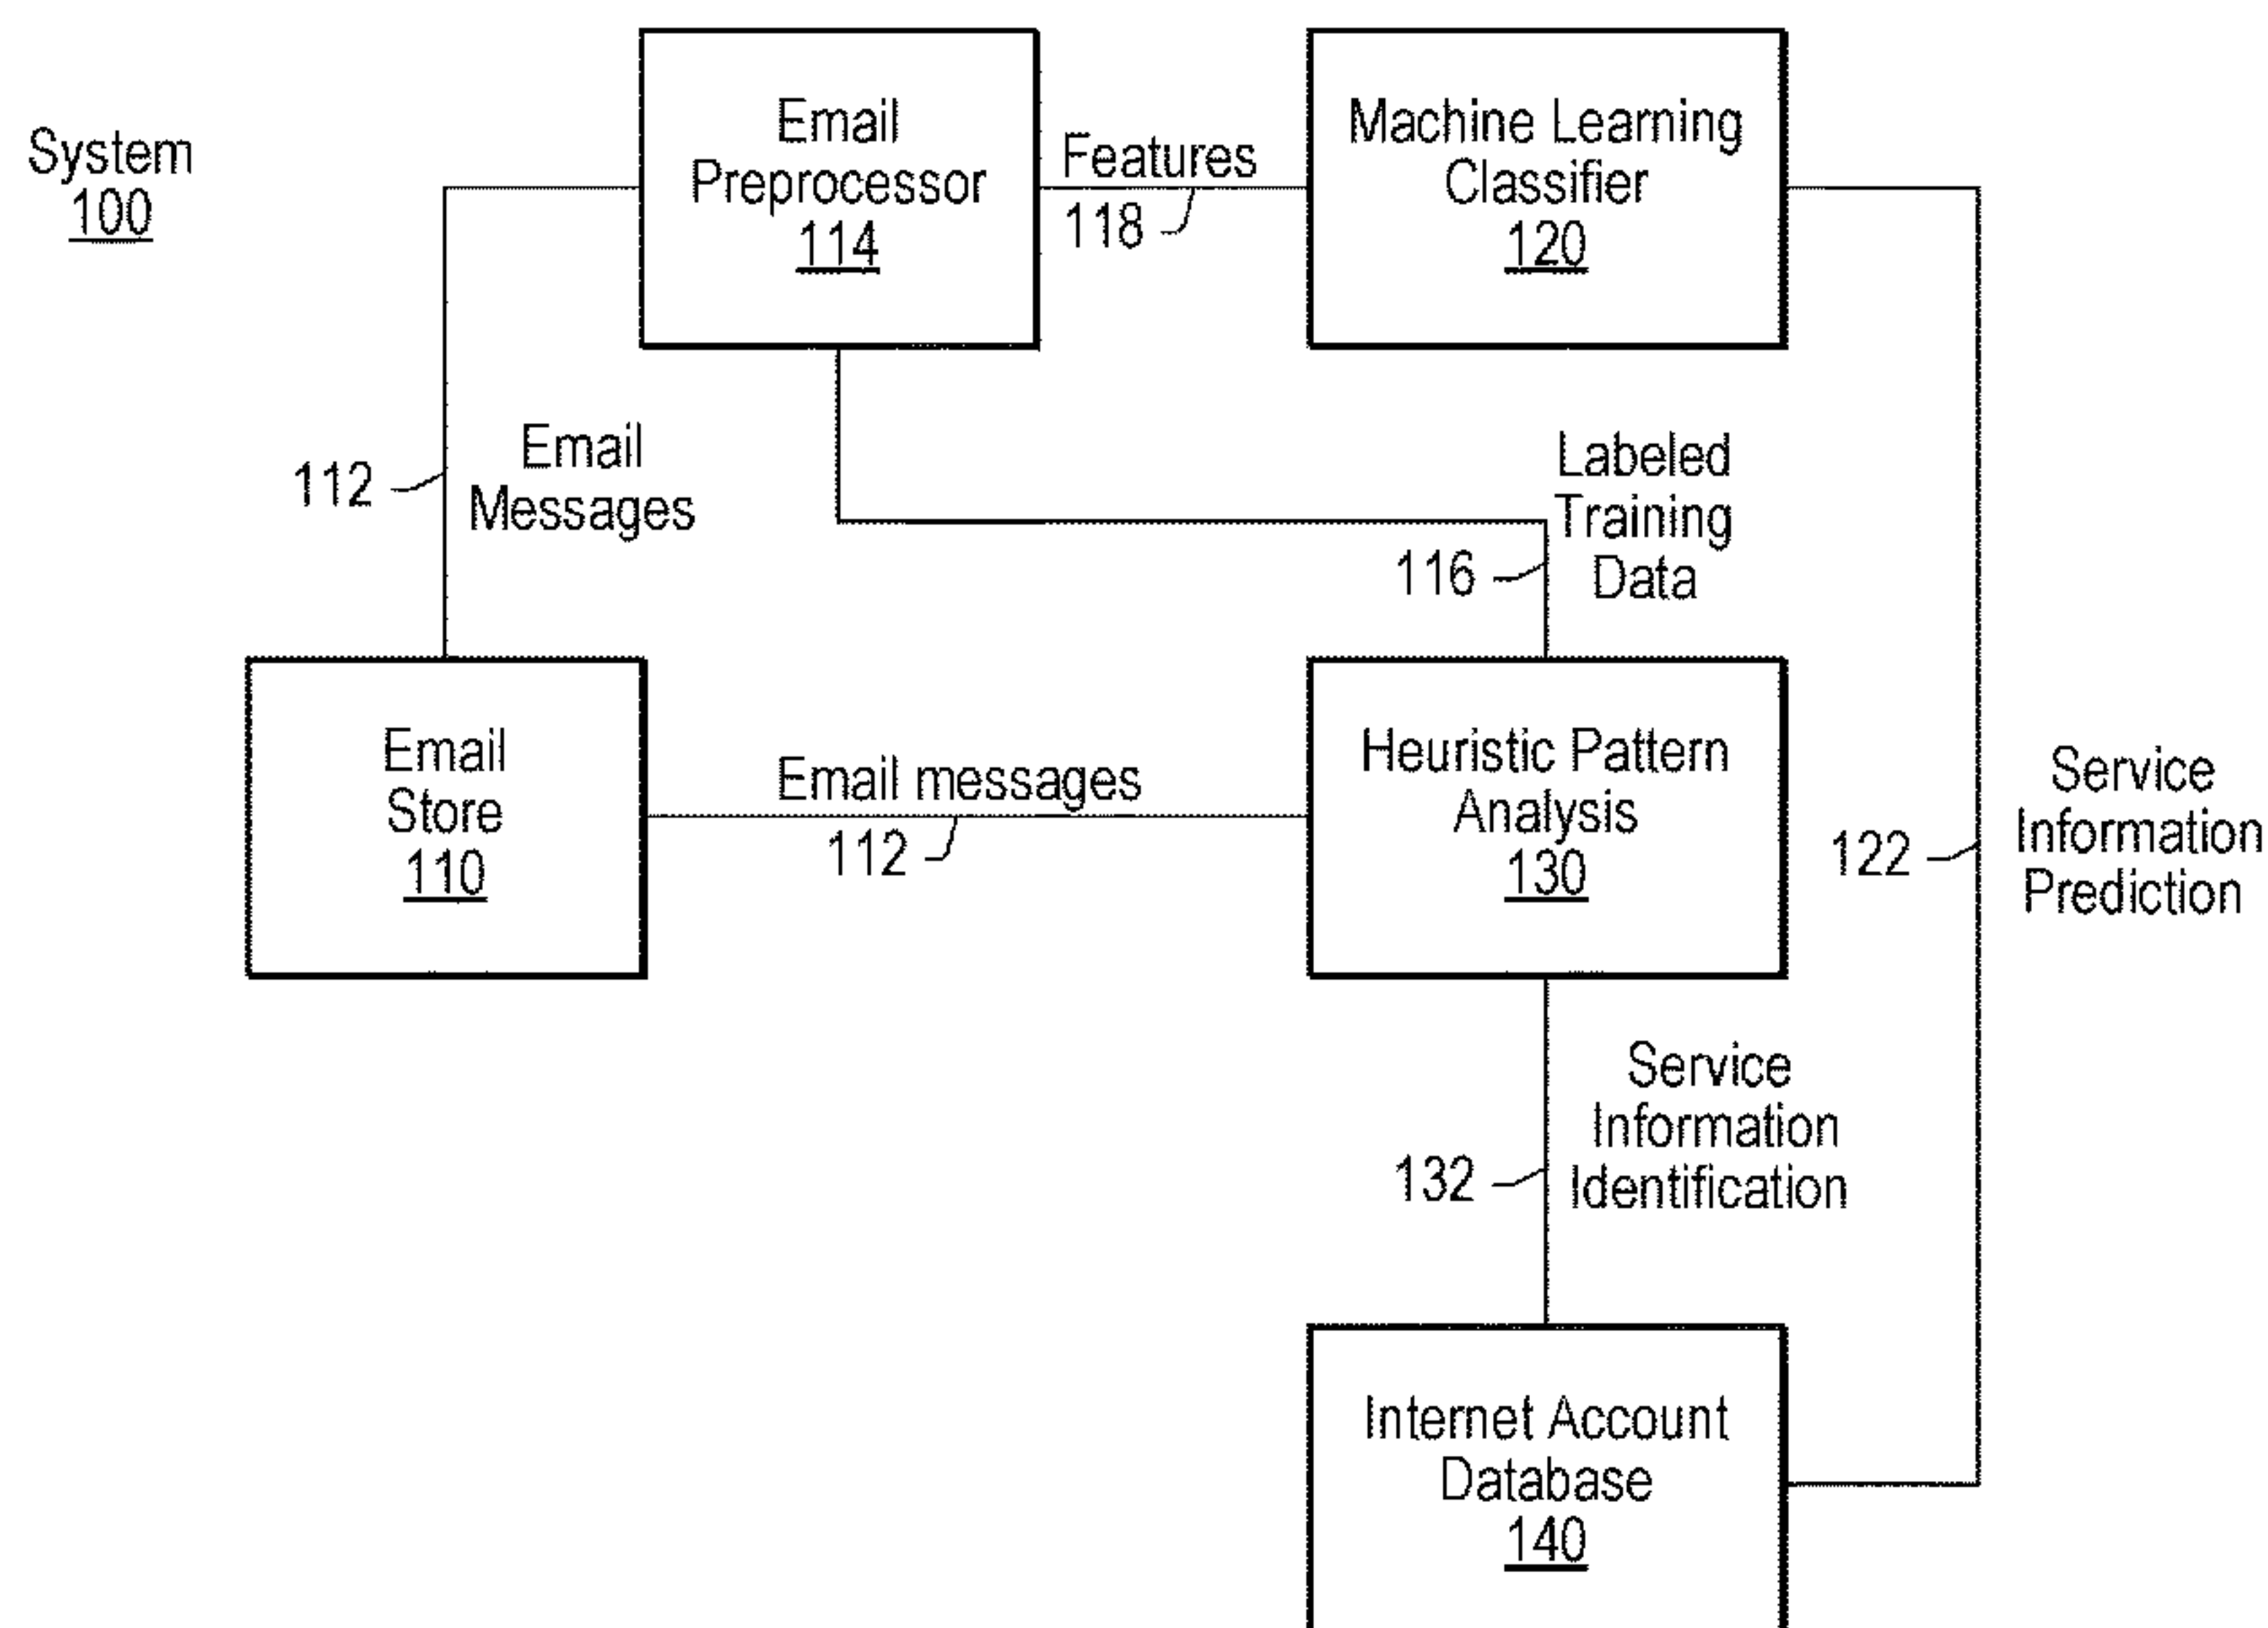 System
100
Email
Preprocessor
114
Features
118
Machine Learning
Classifier
120
112
Email
Messages
Labeled
Training
Data
116
Email
Store
110
Email messages
112
Heuristic Pattern
Analysis
130
122
Service
Information
Prediction
132
Service
Information
Identification
Internet Account
Database
140